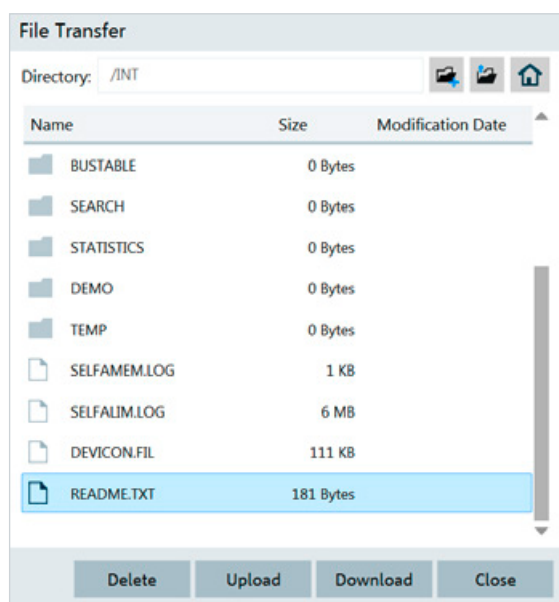 File Transfer
Directory: /INT
Name Size Modification Date
BUSTABLE 0 Bytes
SEARCH 0 Bytes
STATISTICS 0 Bytes
DEMO 0 Bytes
TEMP 0 Bytes
SELFAMEM.LOG 1 KB
SELFALIM.LOG 6 MB
DEVICON.FIL 111 KB
README.TXT 181 Bytes
Delete Upload Download Close